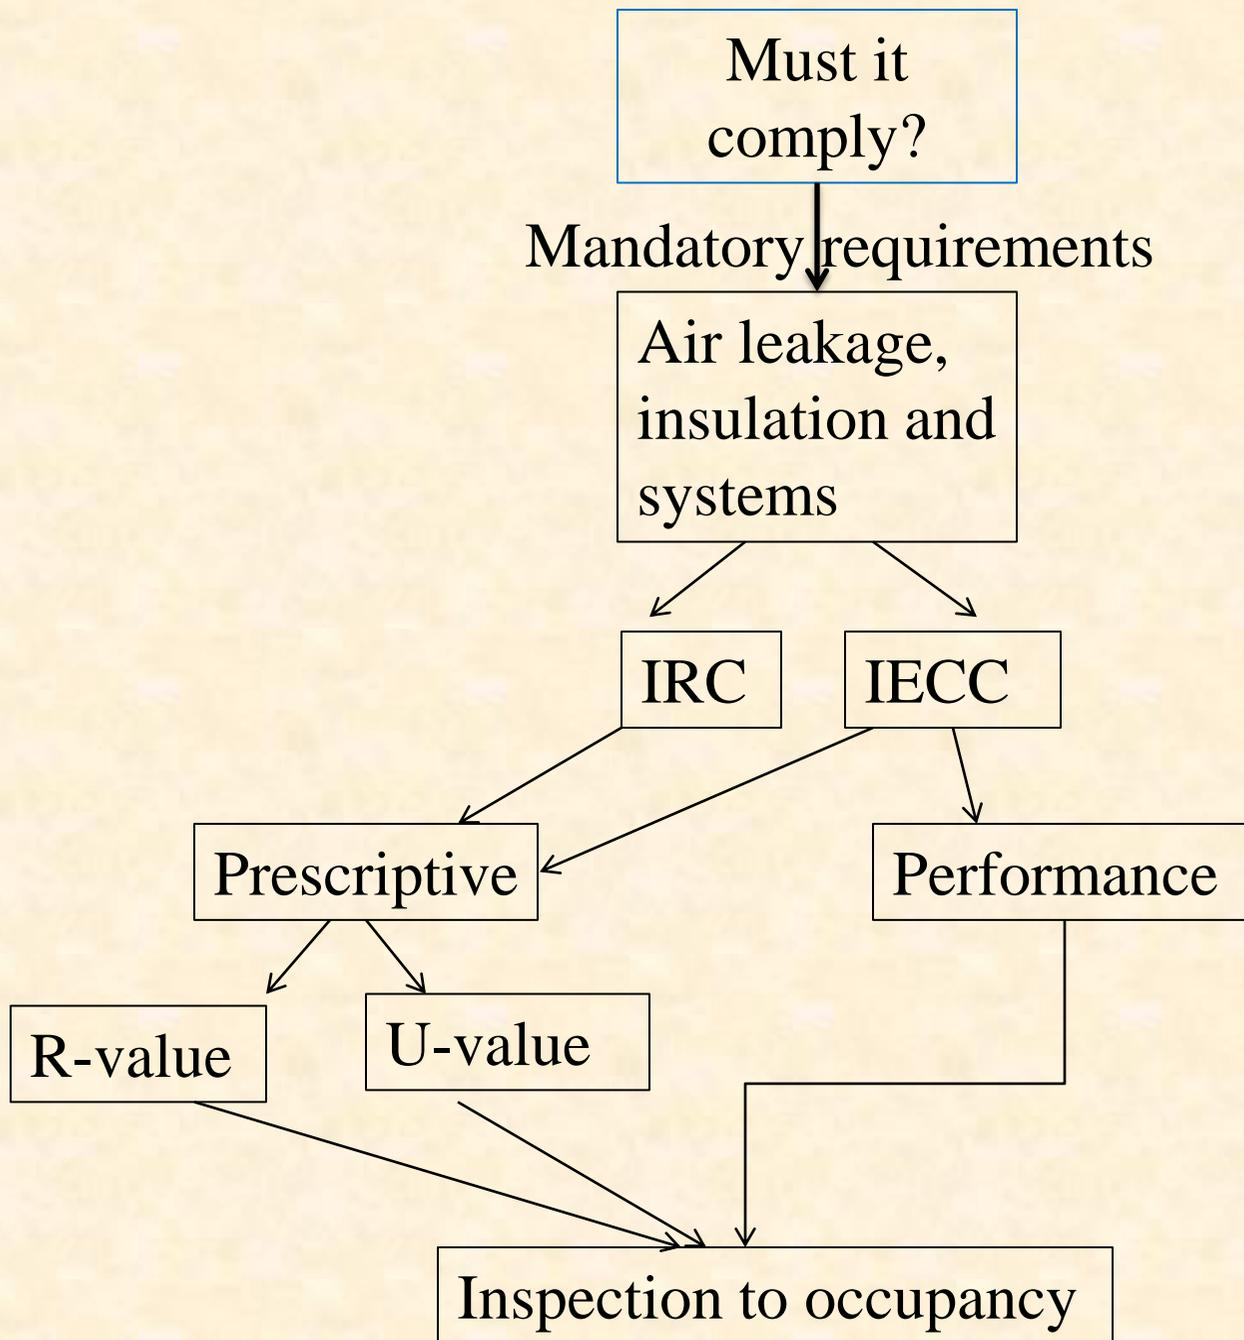 Must it
comply?
Mandatory requirements
Air leakage,
insulation and
systems
IRC
IECC
Prescriptive
Performance
R-value
U-value
Inspection to occupancy